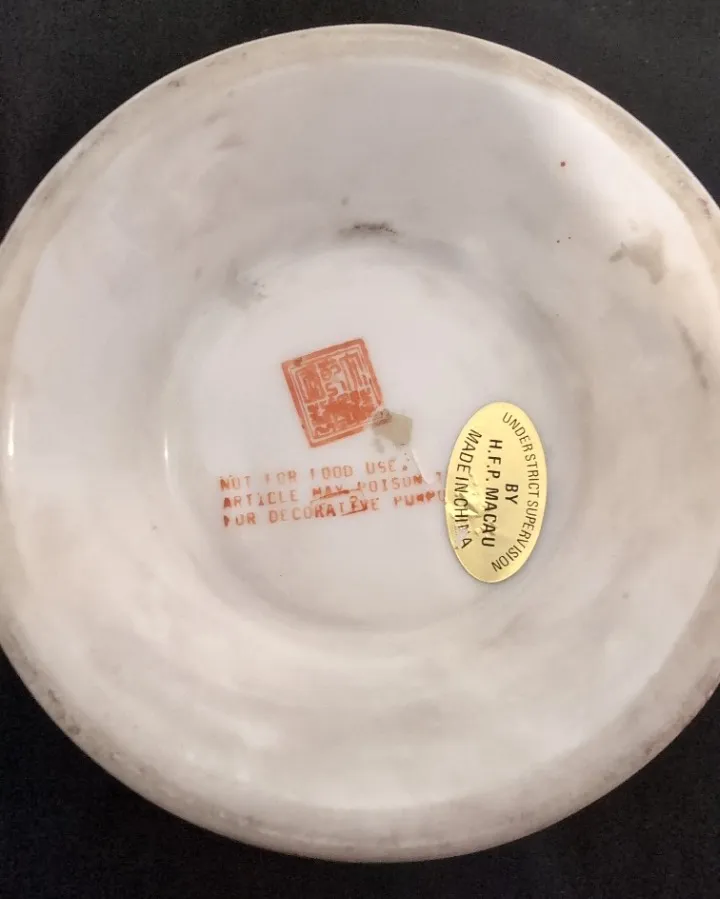 NOT FOR FOOD USE.
ARTICLE MAY POISON
FOR DECORATIVE
UNDER STRICT SUPERVISION
BY
H.F.P. MACAU
MADE IN CHINA